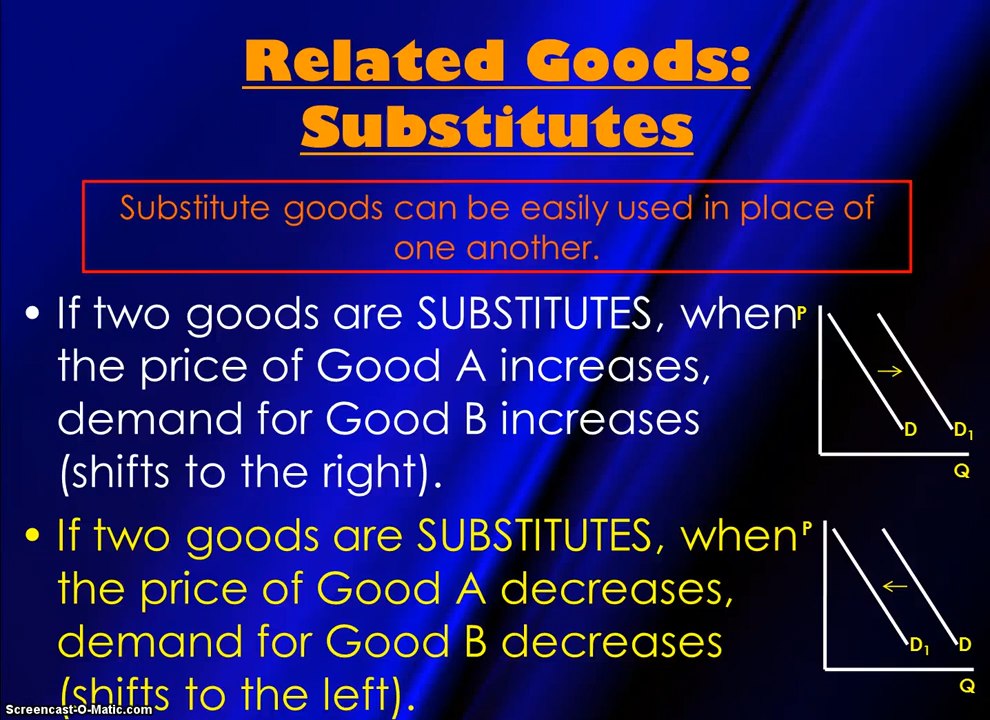 Related Goods:
Substitutes
Substitute goods can be easily used in place of
one another.
• If two goods are SUBSTITUTES, when
the price of Good A increases,
demand for Good B increases
(shifts to the right).
P
D
D₁
Q
• If two goods are SUBSTITUTES, when
the price of Good A decreases,
demand for Good B decreases
(shifts to the left).
P
D₁
D
Q
Screencast-O-Matic.com